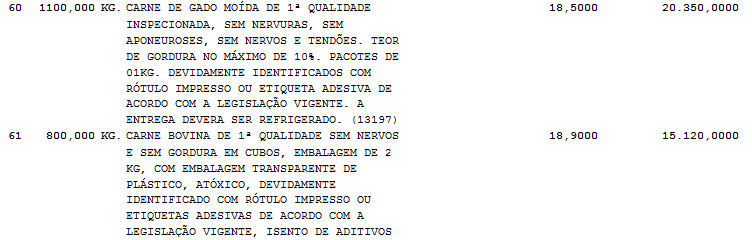 60 1100,000 KG. CARNE DE GADO MOÍDA DE 1ª QUALIDADE 18,5000 20.350,0000
INSPECIONADA, SEM NERVURAS, SEM
APONEUROSES, SEM NERVOS E TENDÕES. TEOR
DE GORDURA NO MÁXIMO DE 10%. PACOTES DE
01KG. DEVIDAMENTE IDENTIFICADOS COM
RÓTULO IMPRESSO OU ETIQUETA ADESIVA DE
ACORDO COM A LEGISLAÇÃO VIGENTE. A
ENTREGA DEVERA SER REFRIGERADO. (13197)
61 800,000 KG. CARNE BOVINA DE 1ª QUALIDADE SEM NERVOS 18,9000 15.120,0000
E SEM GORDURA EM CUBOS, EMBALAGEM DE 2
KG, COM EMBALAGEM TRANSPARENTE DE
PLÁSTICO, ATÓXICO, DEVIDAMENTE
IDENTIFICADO COM RÓTULO IMPRESSO OU
ETIQUETAS ADESIVAS DE ACORDO COM A
LEGISLAÇÃO VIGENTE, ISENTO DE ADITIVOS